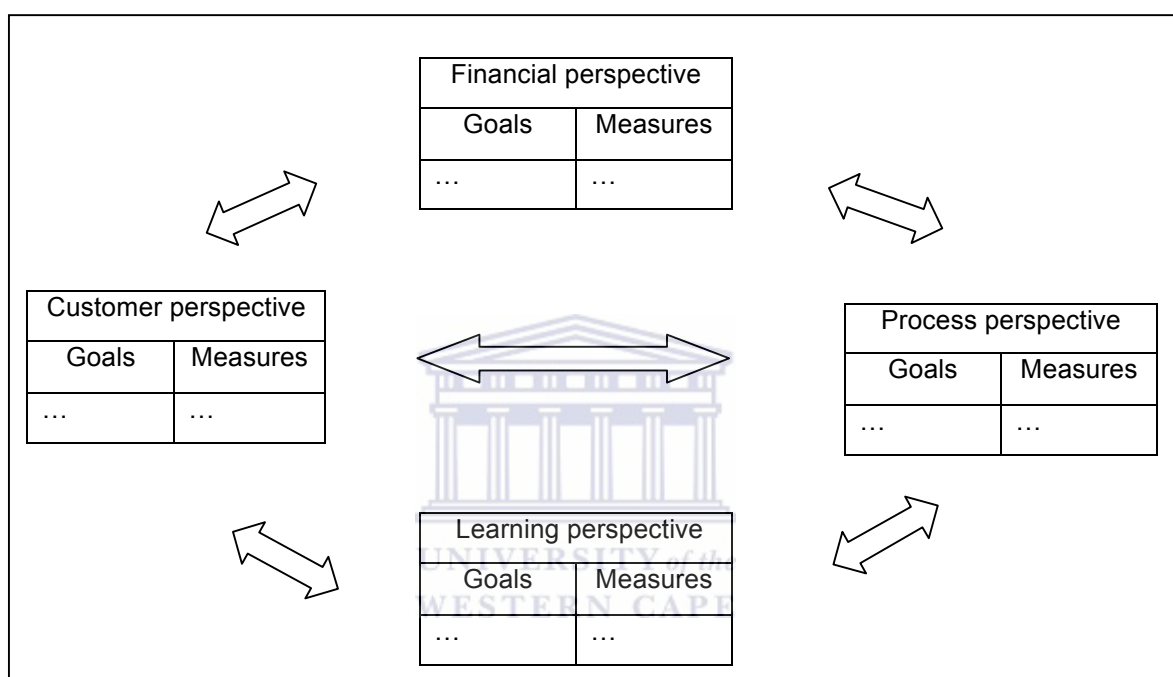 Financial perspective
Goals Measures
… …
Customer perspective
Goals Measures
… …
Process perspective
Goals Measures
… …
Learning perspective
UNIVERSITY of the
Goals Measures
WESTERN CAPE
… …